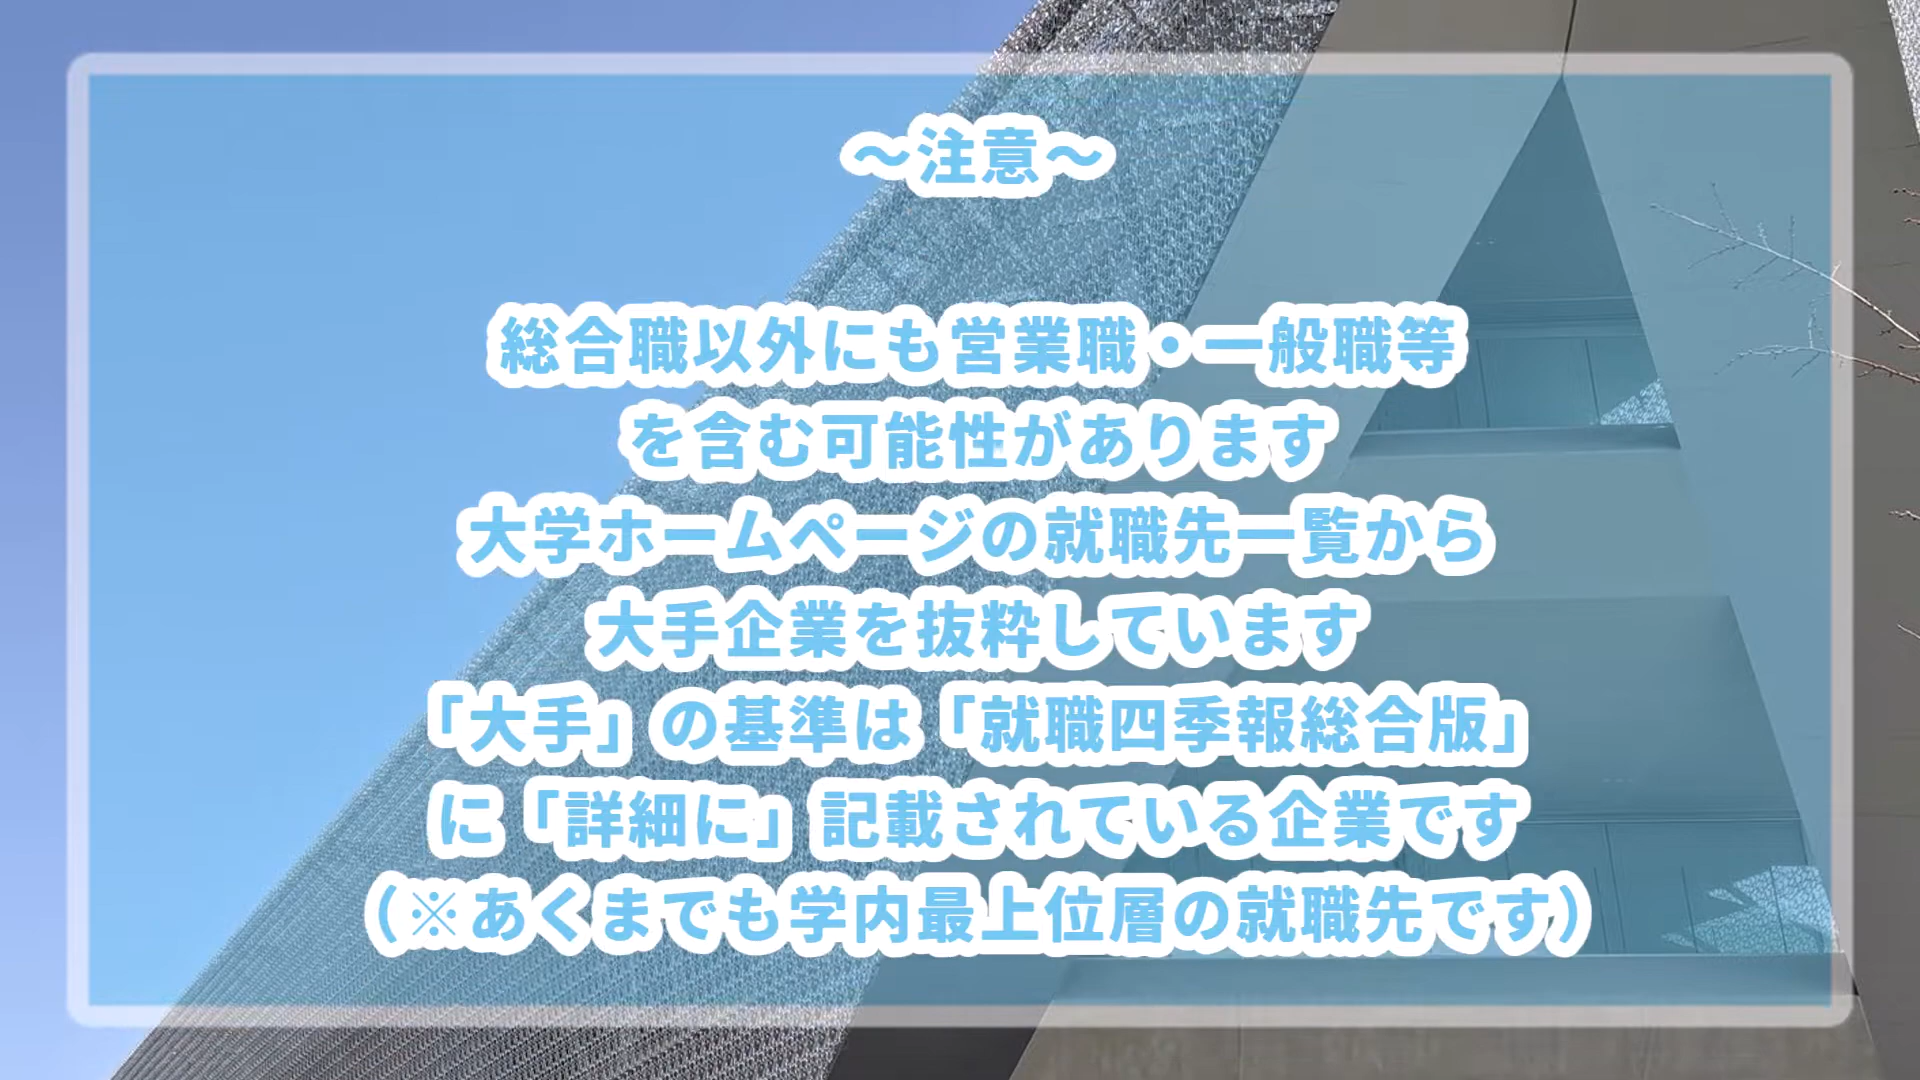 ～注意～
総合職以外にも営業職・一般職等
を含む可能性があります
大学ホームページの就職先一覧から
大手企業を抜粋しています
「大手」の基準は「就職四季報総合版」
に「詳細に」記載されている企業です
（※あくまでも学内最上位層の就職先です）